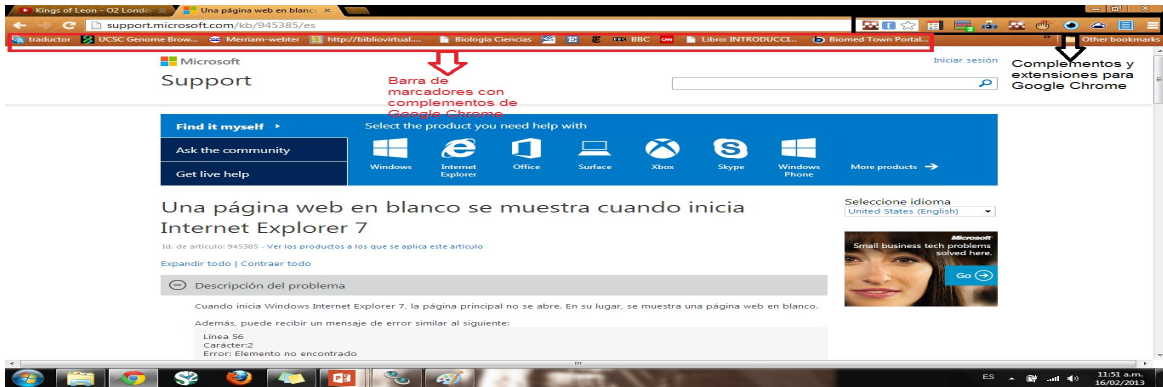 Kings of Leon - O2 Londo
Una página web en blanc
support.microsoft.com/kb/945385/es
traductor UCSC Genome Brow... Merriam-webter http://bibliovirtual.... Biologia Ciencias BBC Libro: INTRODUCCI... Biomed Town Portal... Other bookmarks
Microsoft
Iniciar sesión
Support
Barra de
marcadores con
complementos de
Google Chrome
Complementos y
extensiones para
Google Chrome
Find it myself
Ask the community
Get live help
Select the product you need help with
Windows Internet Explorer Office Surface Xbox Skype Windows Phone More products
Una página web en blanco se muestra cuando inicia
Internet Explorer 7
Seleccione idioma
United States (English)
Id. de artículo: 945385 - Ver los productos a los que se aplica este artículo
Expandir todo | Contraer todo
Microsoft
Small business tech problems
solved here.
Go
Descripción del problema
Cuando inicia Windows Internet Explorer 7, la página principal no se abre. En su lugar, se muestra una página web en blanco.
Además, puede recibir un mensaje de error similar al siguiente:
Línea 56
Carácter:2
Error: Elemento no encontrado
ES
11:51 a.m.
16/02/2013